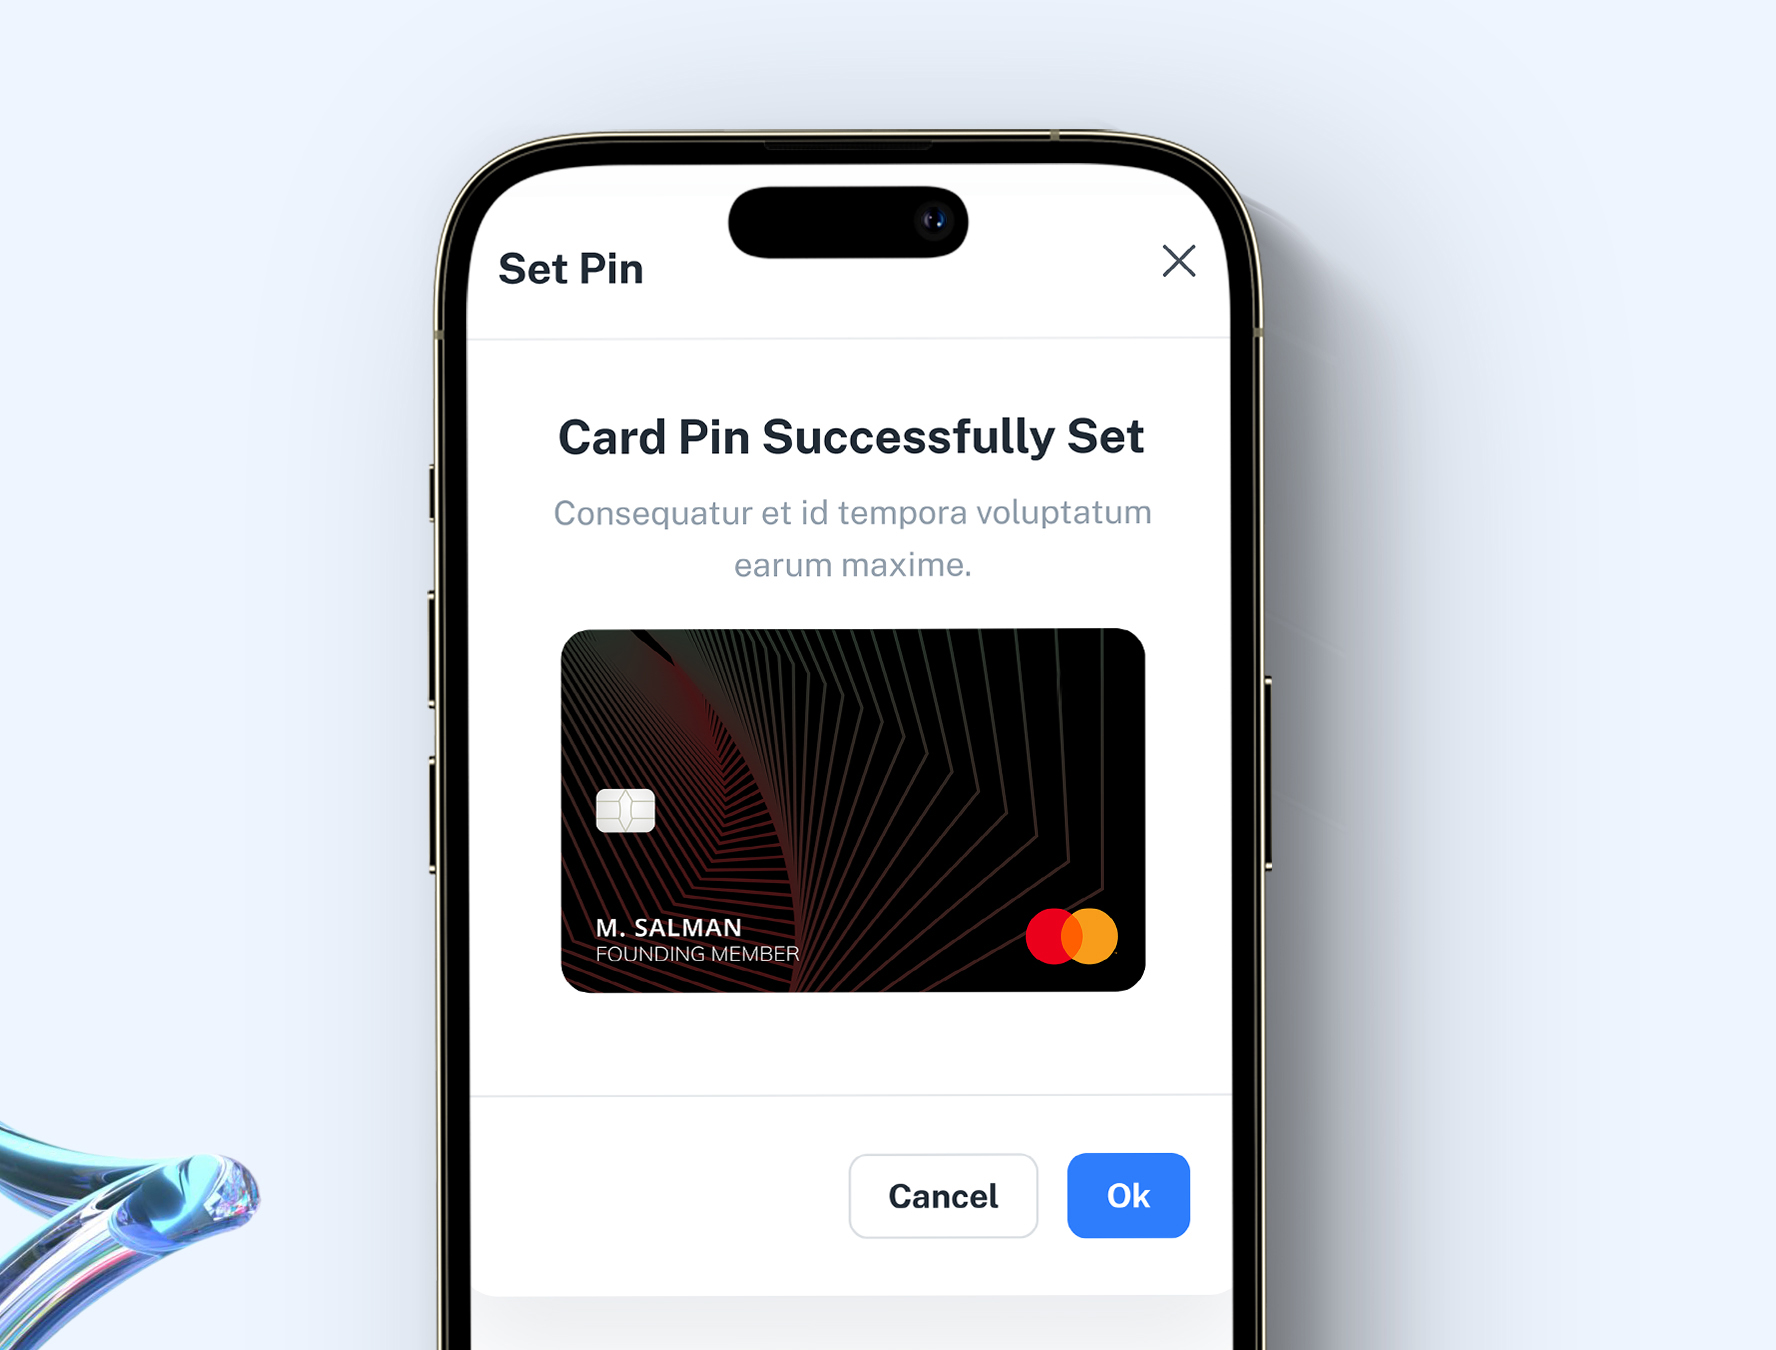 Set Pin
Card Pin Successfully Set
Consequatur et id tempora voluptatum
earum maxime.
M. SALMAN
FOUNDING MEMBER
Cancel
Ok